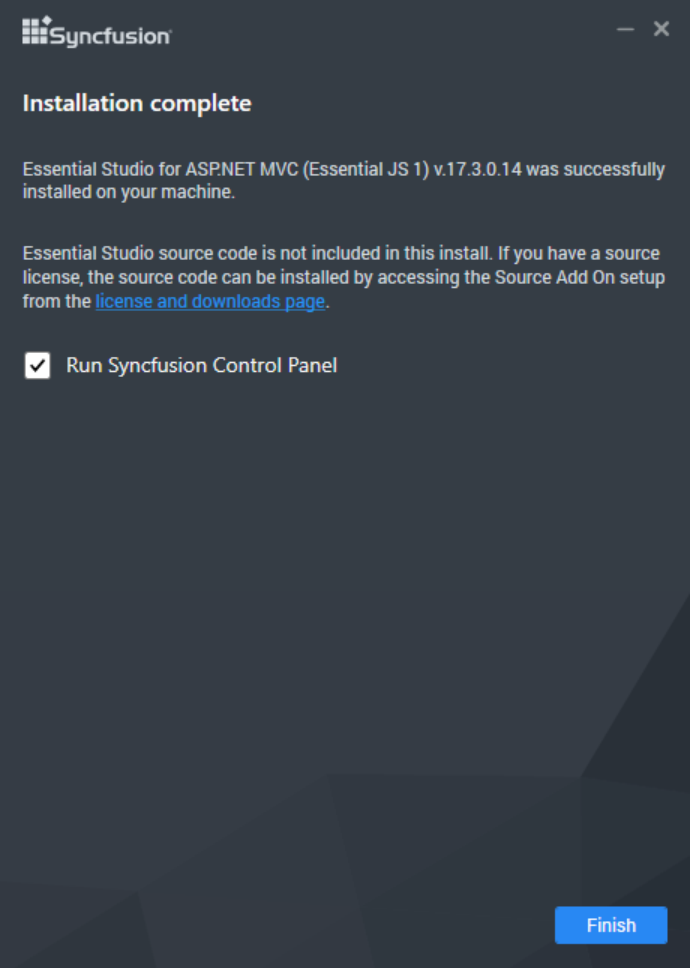 Syncfusion
Installation complete
Essential Studio for ASP.NET MVC (Essential JS 1) v.17.3.0.14 was successfully
installed on your machine.
Essential Studio source code is not included in this install. If you have a source
license, the source code can be installed by accessing the Source Add On setup
from the license and downloads page.
Run Syncfusion Control Panel
Finish